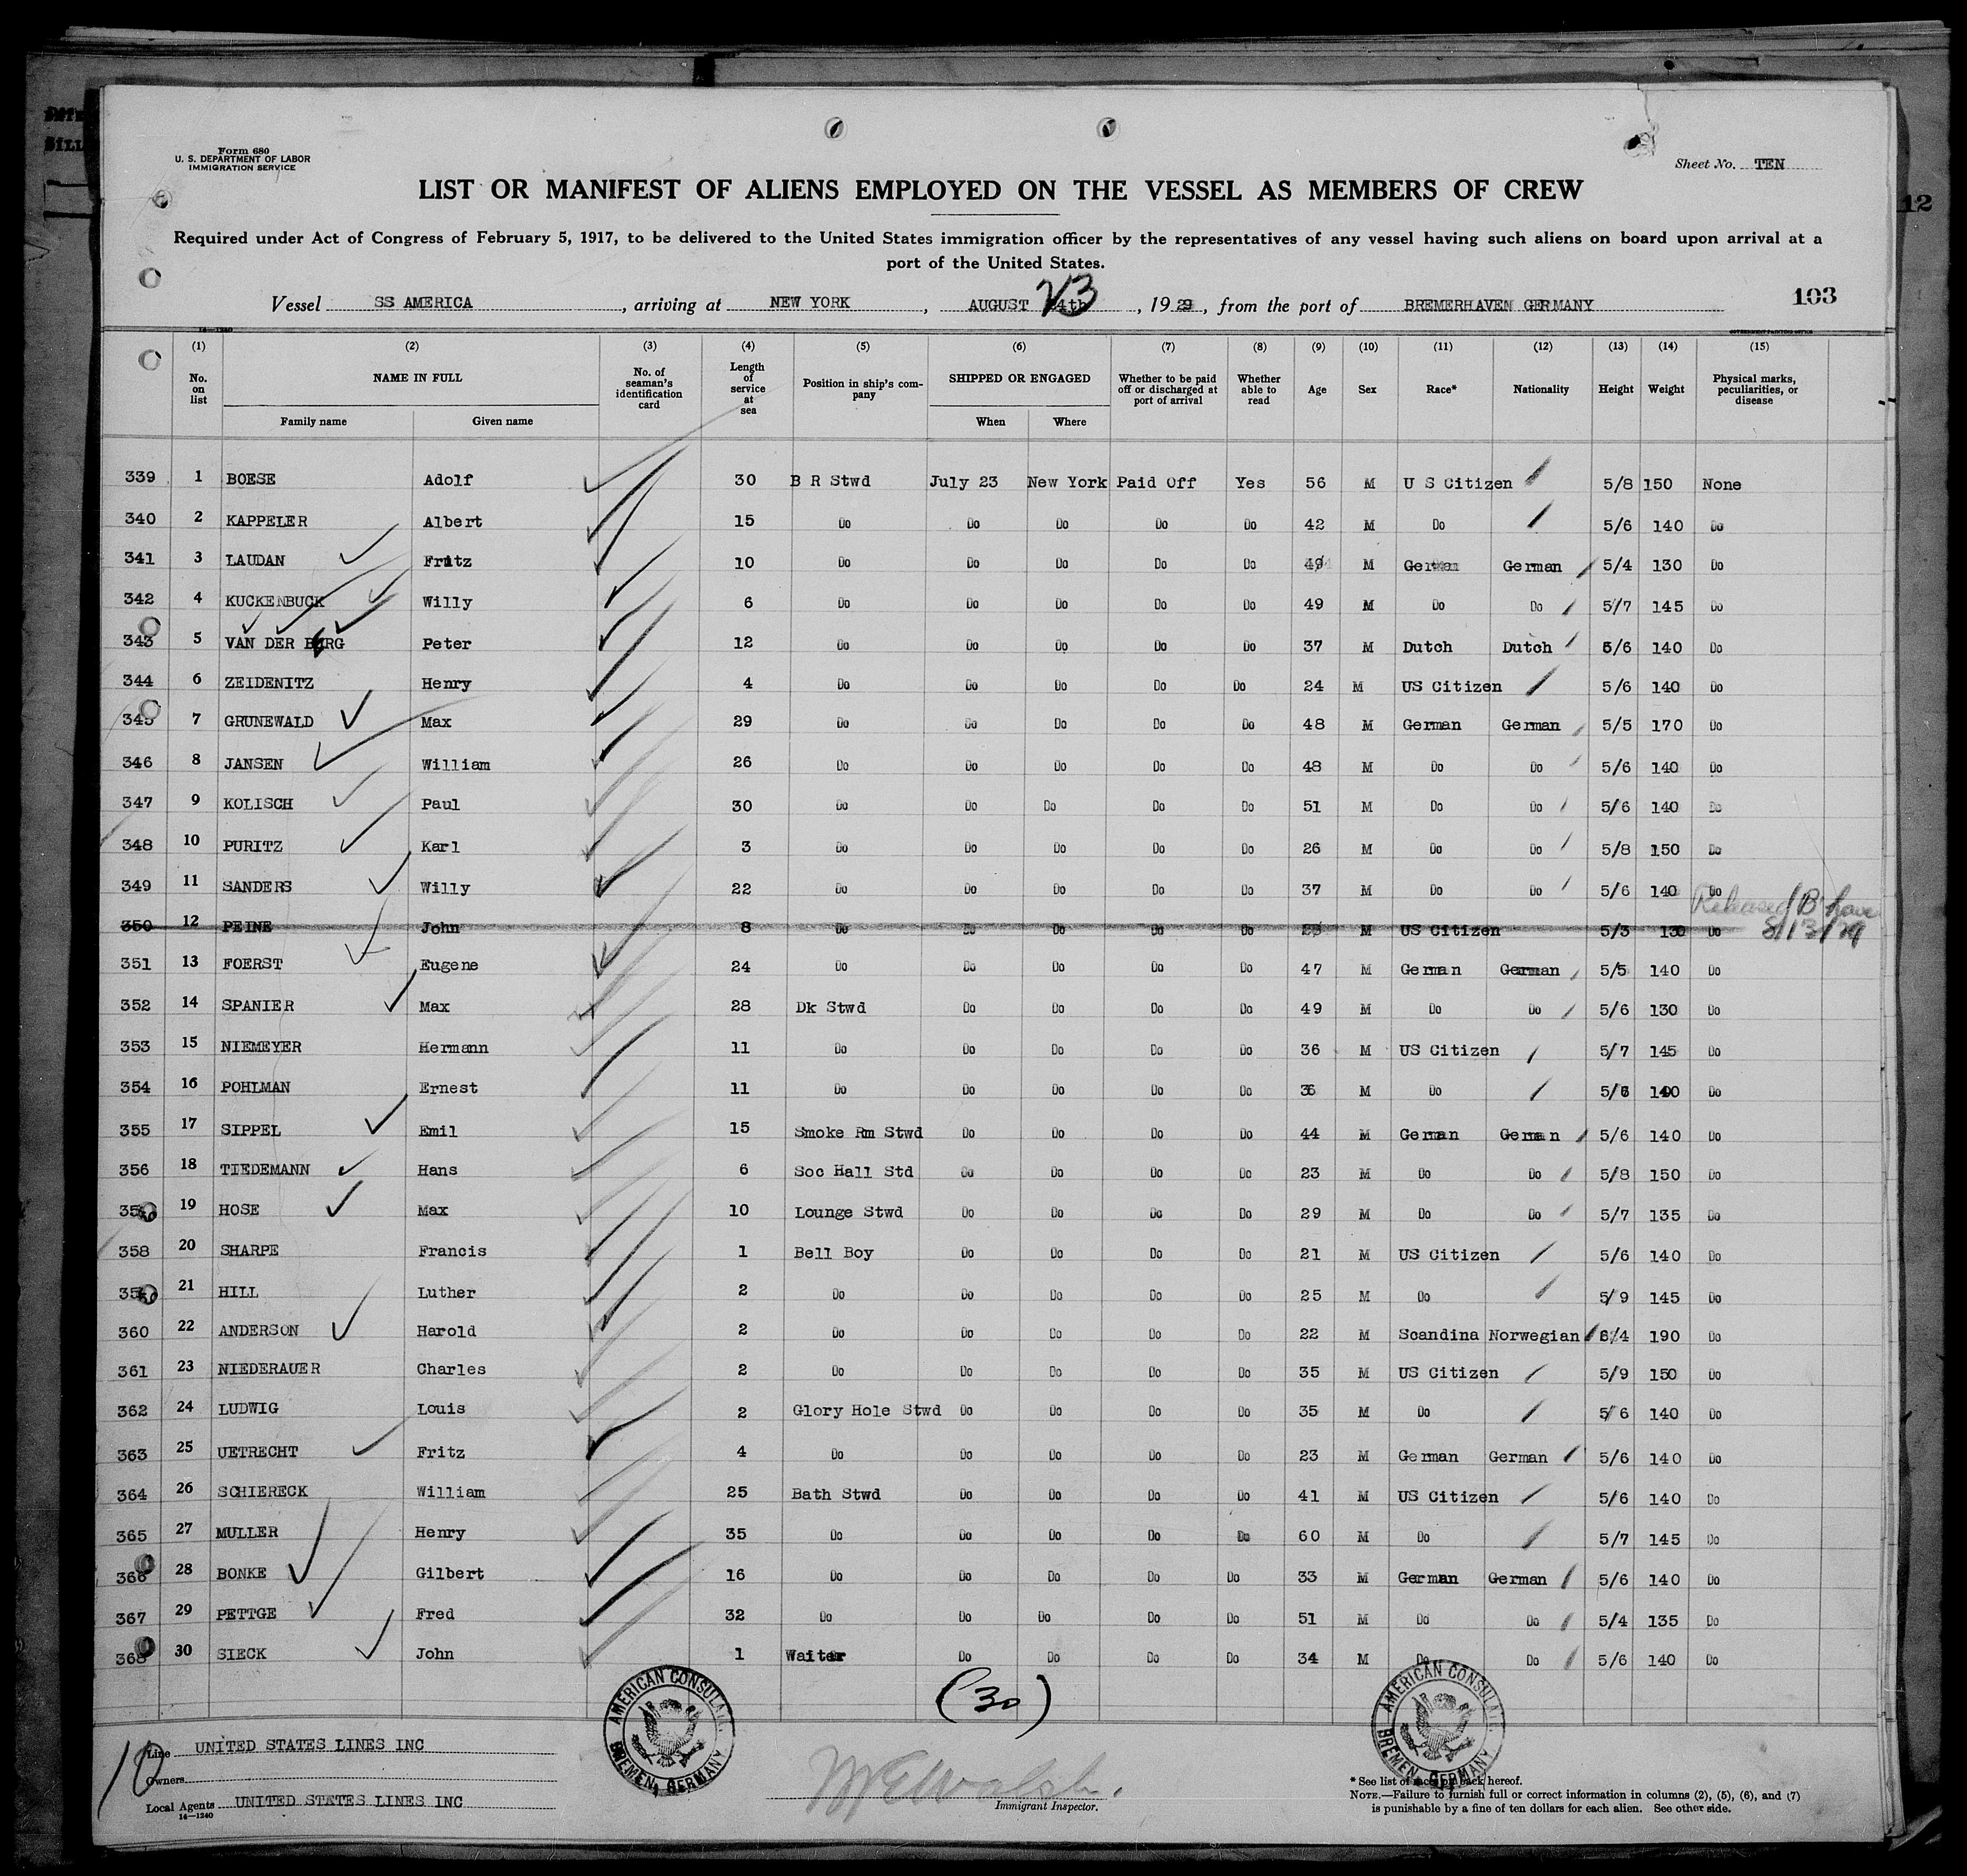 Form 680
U. S. DEPARTMENT OF LABOR
IMMIGRATION SERVICE
Sheet No. TEN
LIST OR MANIFEST OF ALIENS EMPLOYED ON THE VESSEL AS MEMBERS OF CREW
12
Required under Act of Congress of February 5, 1917, to be delivered to the United States immigration officer by the representatives of any vessel having such aliens on board upon arrival at a
port of the United States.
Vessel SS AMERICA, arriving at NEW YORK, AUGUST 23, 1929, from the port of BREMERHAVEN GERMANY 103
14-1240 GOVERNMENT PRINTING OFFICE
(1) (2) (3) (4) (5) (6) (7) (8) (9) (10) (11) (12) (13) (14) (15)
No. on list NAME IN FULL No. of seaman's identification card Length of service at sea Position in ship's company SHIPPED OR ENGAGED Whether to be paid off or discharged at port of arrival Whether able to read Age Sex Race* Nationality Height Weight Physical marks, peculiarities, or disease
Family name Given name When Where
339 1 BOESE Adolf 30 B R Stwd July 23 New York Paid Off Yes 56 M U S Citizen 5/8 150 None
340 2 KAPPELER Albert 15 Do Do Do Do Do 42 M Do 5/6 140 Do
341 3 LAUDAN Fritz 10 Do Do Do Do Do M German German 5/4 130 Do
342 4 KUCKENBUCK Willy 6 Do Do Do Do Do 49 M Do Do 5/7 145 Do
343 5 VAN DER BERG Peter 12 Do Do Do Do Do 37 M Dutch Dutch 5/6 140 Do
344 6 ZEIDENITZ Henry 4 Do Do Do Do Do 24 M US Citizen 5/6 140 Do
345 7 GRUNEWALD Max 29 Do Do Do Do Do 48 M German German 5/5 170 Do
346 8 JANSEN William 26 Do Do Do Do Do 48 M Do Do 5/6 140 Do
347 9 KOLISCH Paul 30 Do Do Do Do Do 51 M Do Do 5/6 140 Do
348 10 PURITZ Karl 3 Do Do Do Do Do 26 M Do Do 5/8 150 Do
349 11 SANDERS Willy 22 Do Do Do Do Do 37 M Do Do 5/6 140 Do
350 12 PEINE John 8 Do Do Do Do Do M US Citizen 5/3 130 Do Released B'have 8/13/29
351 13 FOERST Eugene 24 Do Do Do Do Do 47 M German German 5/5 140 Do
352 14 SPANIER Max 28 Dk Stwd Do Do Do Do 49 M Do Do 5/6 130 Do
353 15 NIEMEYER Hermann 11 Do Do Do Do Do 36 M US Citizen 5/7 145 Do
354 16 POHLMAN Ernest 11 Do Do Do Do Do 36 M Do 5/6 140 Do
355 17 SIPPEL Emil 15 Smoke Rm Stwd Do Do Do Do 44 M German German 5/6 140 Do
356 18 TIEDEMANN Hans 6 Soc Hall Std Do Do Do Do 23 M Do Do 5/8 150 Do
357 19 HOSE Max 10 Lounge Stwd Do Do Do Do 29 M Do Do 5/7 135 Do
358 20 SHARPE Francis 1 Bell Boy Do Do Do Do 21 M US Citizen 5/6 140 Do
359 21 HILL Luther 2 Do Do Do Do Do 25 M Do 5/9 145 Do
360 22 ANDERSON Harold 2 Do Do Do Do Do 22 M Scandina Norwegian 6/4 190 Do
361 23 NIEDERAUER Charles 2 Do Do Do Do Do 35 M US Citizen 5/9 150 Do
362 24 LUDWIG Louis 2 Glory Hole Stwd Do Do Do Do 35 M Do 5/6 140 Do
363 25 UETRECHT Fritz 4 Do Do Do Do Do 23 M German German 5/6 140 Do
364 26 SCHIERECK William 25 Bath Stwd Do Do Do Do 41 M US Citizen 5/6 140 Do
365 27 MULLER Henry 35 Do Do Do Do Do 60 M Do 5/7 145 Do
366 28 BONKE Gilbert 16 Do Do Do Do Do 33 M German German 5/6 140 Do
367 29 PETTGE Fred 32 Do Do Do Do Do 51 M Do Do 5/4 135 Do
368 30 SIECK John 1 Waiter Do Do Do Do 34 M Do Do 5/6 140 Do
(30)
AMERICAN CONSULATE BREMEN, GERMANY
AMERICAN CONSULATE BREMEN, GERMANY
10
Line UNITED STATES LINES INC
Owners
Local Agents UNITED STATES LINES INC
14-1240
M E Walsh.
Immigrant Inspector.
* See list of races on back hereof.
NOTE.—Failure to furnish full or correct information in columns (2), (5), (6), and (7)
is punishable by a fine of ten dollars for each alien. See other side.